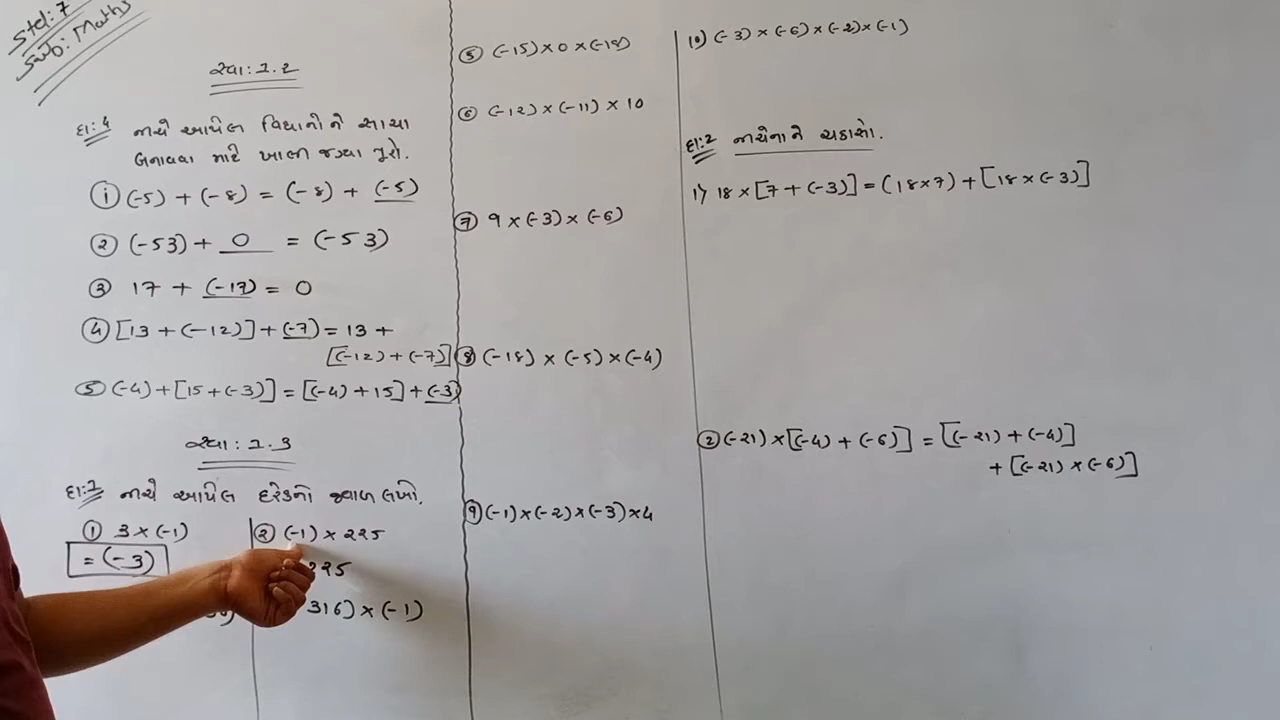 Std: 7
Sub: Maths
સ્વા: 1.2
દા: 4 નીચે આપેલ વિધાનોને સાચા
બનાવવા માટે ખાલી જગ્યા પુરો.
① (-5) + (-8) = (-8) + (-5)
② (-53) + 0 = (-53)
③ 17 + (-17) = 0
④ [13 + (-12)] + (-7) = 13 +
[(-12) + (-7)]
⑤ (-4) + [15 + (-3)] = [(-4) + 15] + (-3)
સ્વા: 1.3
દા: 1 નીચે આપેલ દરેકનો જવાબ લખો.
① 3 × (-1)
= (-3)
② (-1) × 225
225
316) × (-1)
⑤ (-15) × 0 × (-18)
⑥ (-12) × (-11) × 10
⑦ 9 × (-3) × (-6)
⑧ (-18) × (-5) × (-4)
૧) (-1) × (-2) × (-3) × 4
10) (-3) × (-6) × (-2) × (-1)
દા: 2 નીચેનાને ચકાસો.
1) 18 × [7 + (-3)] = (18 × 7) + [18 × (-3)]
② (-21) × [(-4) + (-6)] = [(-21) + (-4)]
+ [(-21) × (-6)]